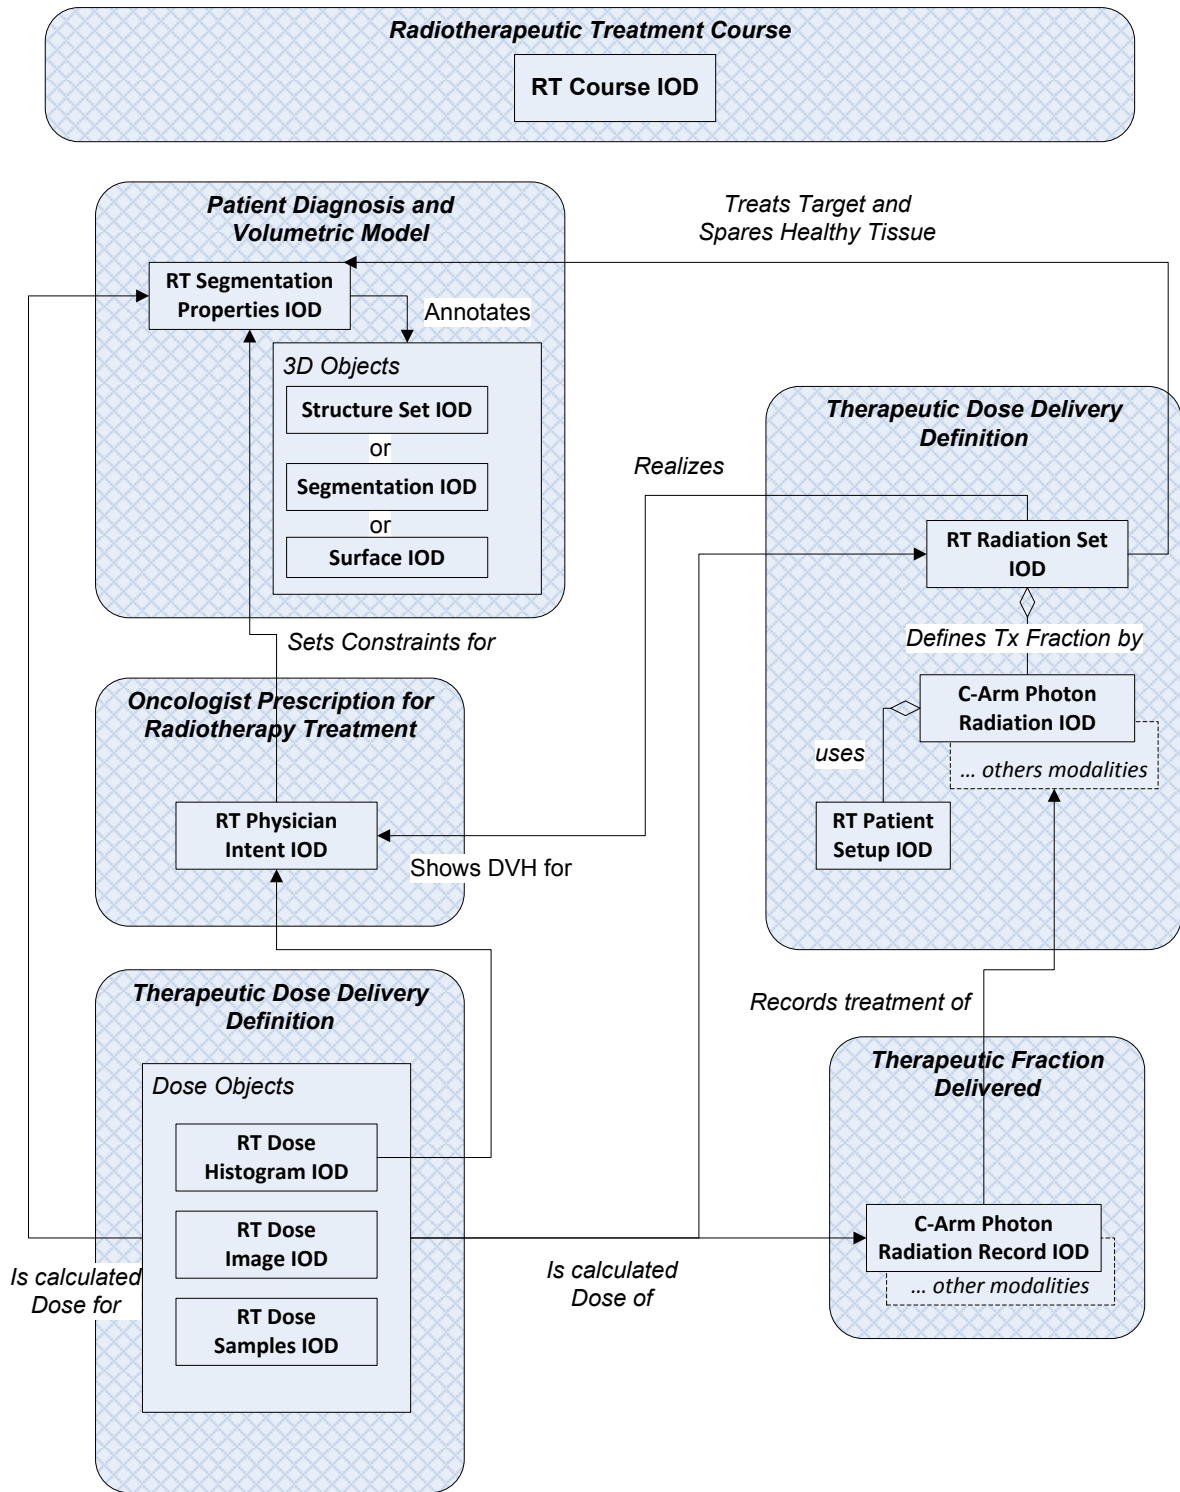 Radiotherapeutic Treatment Course
RT Course IOD
Patient Diagnosis and
Volumetric Model
RT Segmentation
Properties IOD
Annotates
3D Objects
Structure Set IOD
or
Segmentation IOD
or
Surface IOD
Treats Target and
Spares Healthy Tissue
Therapeutic Dose Delivery
Definition
Realizes
RT Radiation Set
IOD
Defines Tx Fraction by
C-Arm Photon
Radiation IOD
... others modalities
uses
RT Patient
Setup IOD
Sets Constraints for
Oncologist Prescription for
Radiotherapy Treatment
RT Physician
Intent IOD
Shows DVH for
Therapeutic Dose Delivery
Definition
Dose Objects
RT Dose
Histogram IOD
RT Dose
Image IOD
RT Dose
Samples IOD
Is calculated
Dose for
Is calculated
Dose of
Records treatment of
Therapeutic Fraction
Delivered
C-Arm Photon
Radiation Record IOD
... other modalities